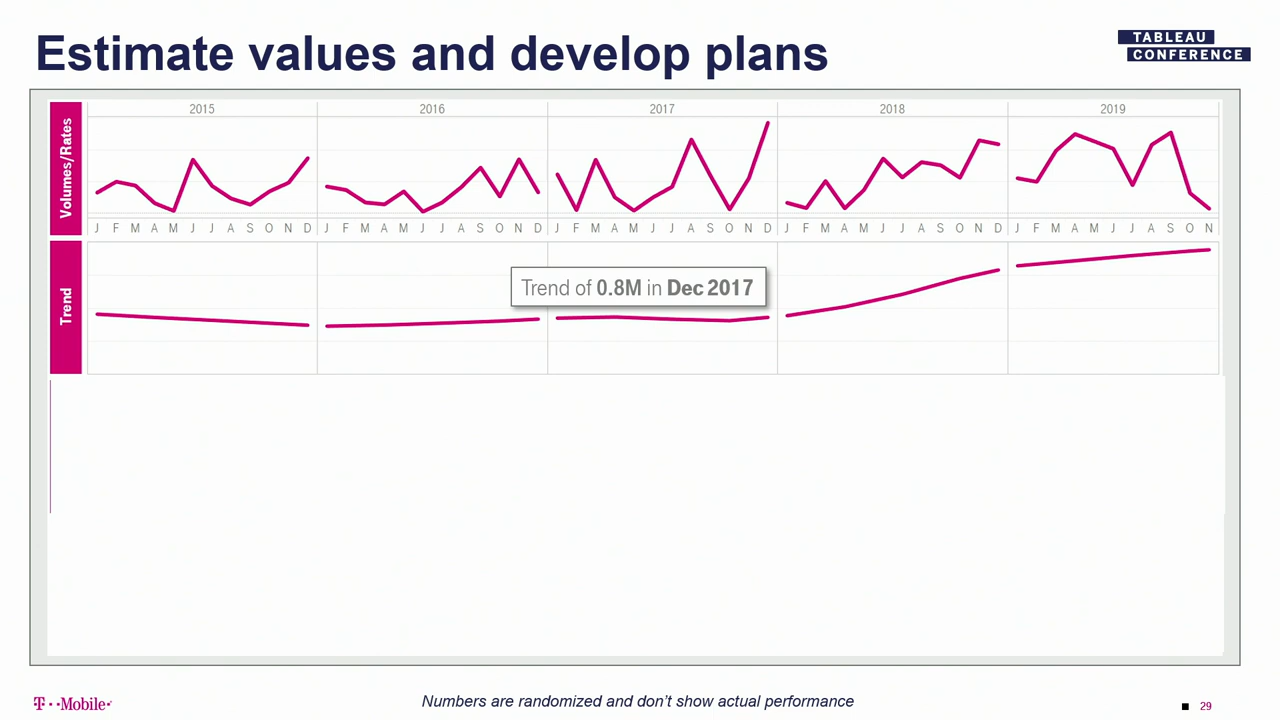 Estimate values and develop plans
TABLEAU
CONFERENCE
2015 2016 2017 2018 2019
Volumes/Rates
J F M A M J J A S O N D J F M A M J J A S O N D J F M A M J J A S O N D J F M A M J J A S O N D J F M A M J J A S O N
Trend
Trend of 0.8M in Dec 2017
T··Mobile·
Numbers are randomized and don't show actual performance
29